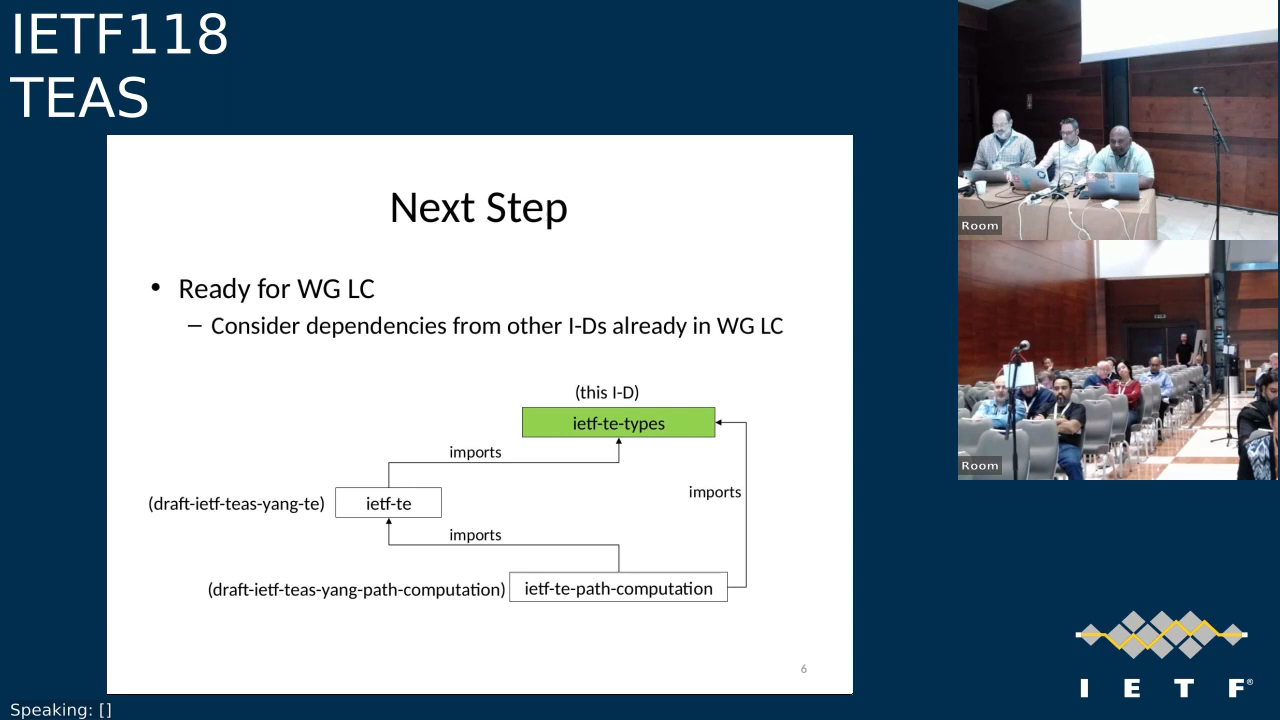 IETF118
TEAS
Next Step
• Ready for WG LC
– Consider dependencies from other I-Ds already in WG LC
(this I-D)
ietf-te-types
imports
imports
(draft-ietf-teas-yang-te)
ietf-te
imports
(draft-ietf-teas-yang-path-computation)
ietf-te-path-computation
6
Room
Room
I E T F®
Speaking: []